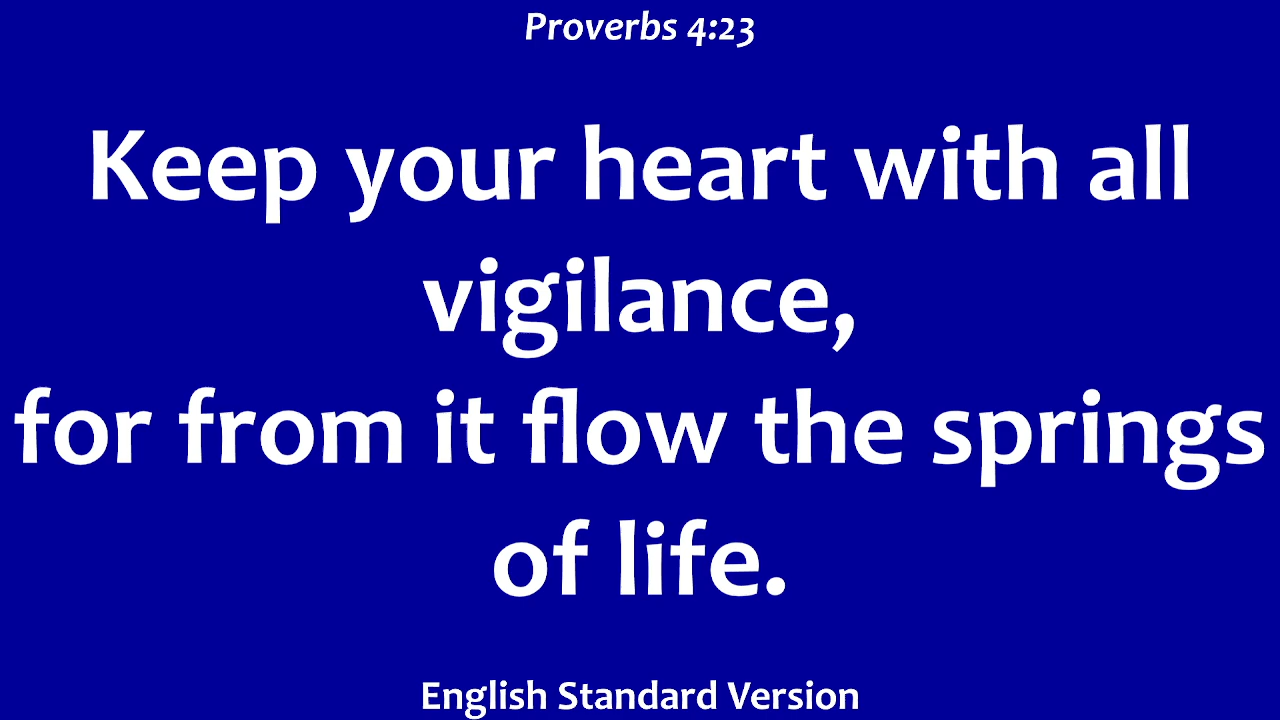 Proverbs 4:23
Keep your heart with all
vigilance,
for from it flow the springs
of life.
English Standard Version